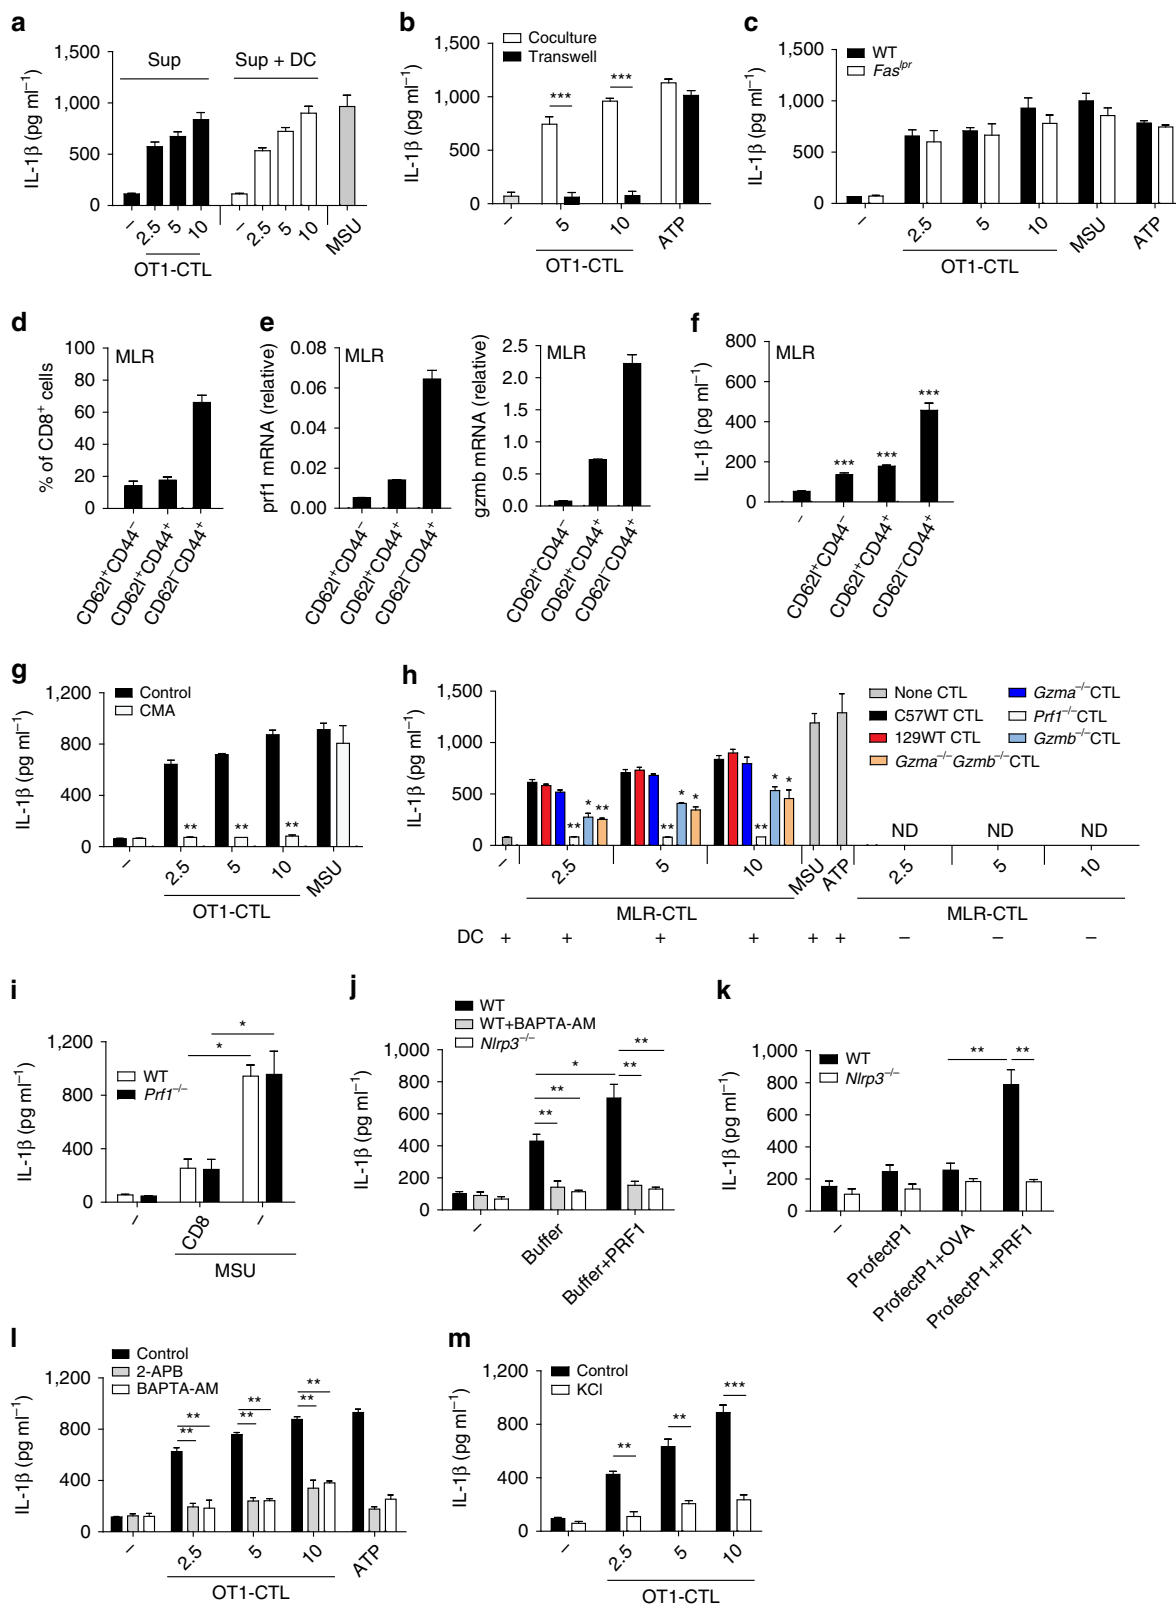 a
IL-1β (pg ml⁻¹)
1,500
1,000
500
0
Sup
Sup + DC
–
2.5
5
10
–
2.5
5
10
MSU
OT1-CTL
b
IL-1β (pg ml⁻¹)
1,500
1,000
500
0
Coculture
Transwell
***
***
–
5
10
ATP
OT1-CTL
c
IL-1β (pg ml⁻¹)
1,500
1,000
500
0
WT
Fas^lpr
–
2.5
5
10
MSU
ATP
OT1-CTL
d
% of CD8⁺ cells
100
80
60
40
20
0
MLR
CD62l⁺CD44⁻
CD62l⁺CD44⁺
CD62l⁻CD44⁺
e
prf1 mRNA (relative)
0.08
0.06
0.04
0.02
0.00
MLR
CD62l⁺CD44⁻
CD62l⁺CD44⁺
CD62l⁻CD44⁺
gzmb mRNA (relative)
2.5
2.0
1.5
1.0
0.5
0.0
MLR
CD62l⁺CD44⁻
CD62l⁺CD44⁺
CD62l⁻CD44⁺
f
IL-1β (pg ml⁻¹)
800
600
400
200
0
MLR
***
***
***
–
CD62l⁺CD44⁻
CD62l⁺CD44⁺
CD62l⁻CD44⁺
g
IL-1β (pg ml⁻¹)
1,200
800
400
0
Control
CMA
**
**
**
–
2.5
5
10
MSU
OT1-CTL
h
IL-1β (pg ml⁻¹)
1,500
1,000
500
0
None CTL
C57WT CTL
129WT CTL
Gzma⁻/⁻Gzmb⁻/⁻CTL
Gzma⁻/⁻CTL
Prf1⁻/⁻CTL
Gzmb⁻/⁻CTL
** * **
** * *
** * *
ND
ND
ND
–
2.5
5
10
MSU
ATP
2.5
5
10
MLR-CTL
MLR-CTL
DC + + + + + + – – –
i
IL-1β (pg ml⁻¹)
1,200
800
400
0
WT
Prf1⁻/⁻
*
*
–
CD8
–
MSU
j
IL-1β (pg ml⁻¹)
1,000
800
600
400
200
0
WT
WT+BAPTA-AM
Nlrp3⁻/⁻
**
*
**
**
**
–
Buffer
Buffer+PRF1
k
IL-1β (pg ml⁻¹)
1,000
800
600
400
200
0
WT
Nlrp3⁻/⁻
**
**
–
ProfectP1
ProfectP1+OVA
ProfectP1+PRF1
l
IL-1β (pg ml⁻¹)
1,200
800
400
0
Control
2-APB
BAPTA-AM
**
**
**
**
**
**
–
2.5
5
10
ATP
OT1-CTL
m
IL-1β (pg ml⁻¹)
1,200
800
400
0
Control
KCl
**
**
***
–
2.5
5
10
OT1-CTL